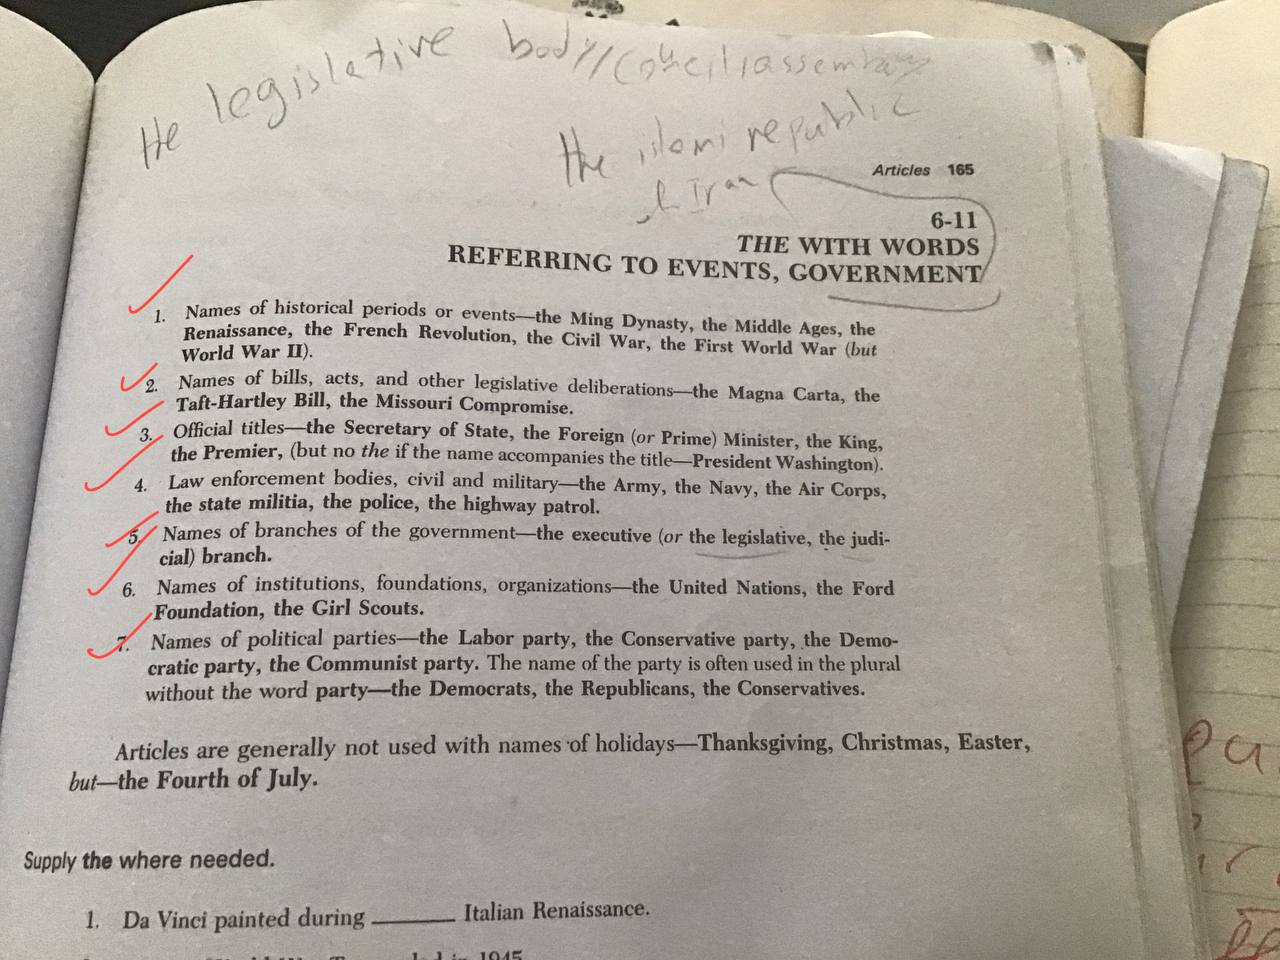 the legislative body//council/assembly
the islami republic
of Iran
Articles 165
6-11
THE WITH WORDS
REFERRING TO EVENTS, GOVERNMENT
1. Names of historical periods or events—the Ming Dynasty, the Middle Ages, the
Renaissance, the French Revolution, the Civil War, the First World War (but
World War II).
2. Names of bills, acts, and other legislative deliberations—the Magna Carta, the
Taft-Hartley Bill, the Missouri Compromise.
3. Official titles—the Secretary of State, the Foreign (or Prime) Minister, the King,
the Premier, (but no the if the name accompanies the title—President Washington).
4. Law enforcement bodies, civil and military—the Army, the Navy, the Air Corps,
the state militia, the police, the highway patrol.
5. Names of branches of the government—the executive (or the legislative, the judi-
cial) branch.
6. Names of institutions, foundations, organizations—the United Nations, the Ford
Foundation, the Girl Scouts.
7. Names of political parties—the Labor party, the Conservative party, the Demo-
cratic party, the Communist party. The name of the party is often used in the plural
without the word party—the Democrats, the Republicans, the Conservatives.
Articles are generally not used with names of holidays—Thanksgiving, Christmas, Easter,
but—the Fourth of July.
Supply the where needed.
1. Da Vinci painted during ______ Italian Renaissance.
in 1945